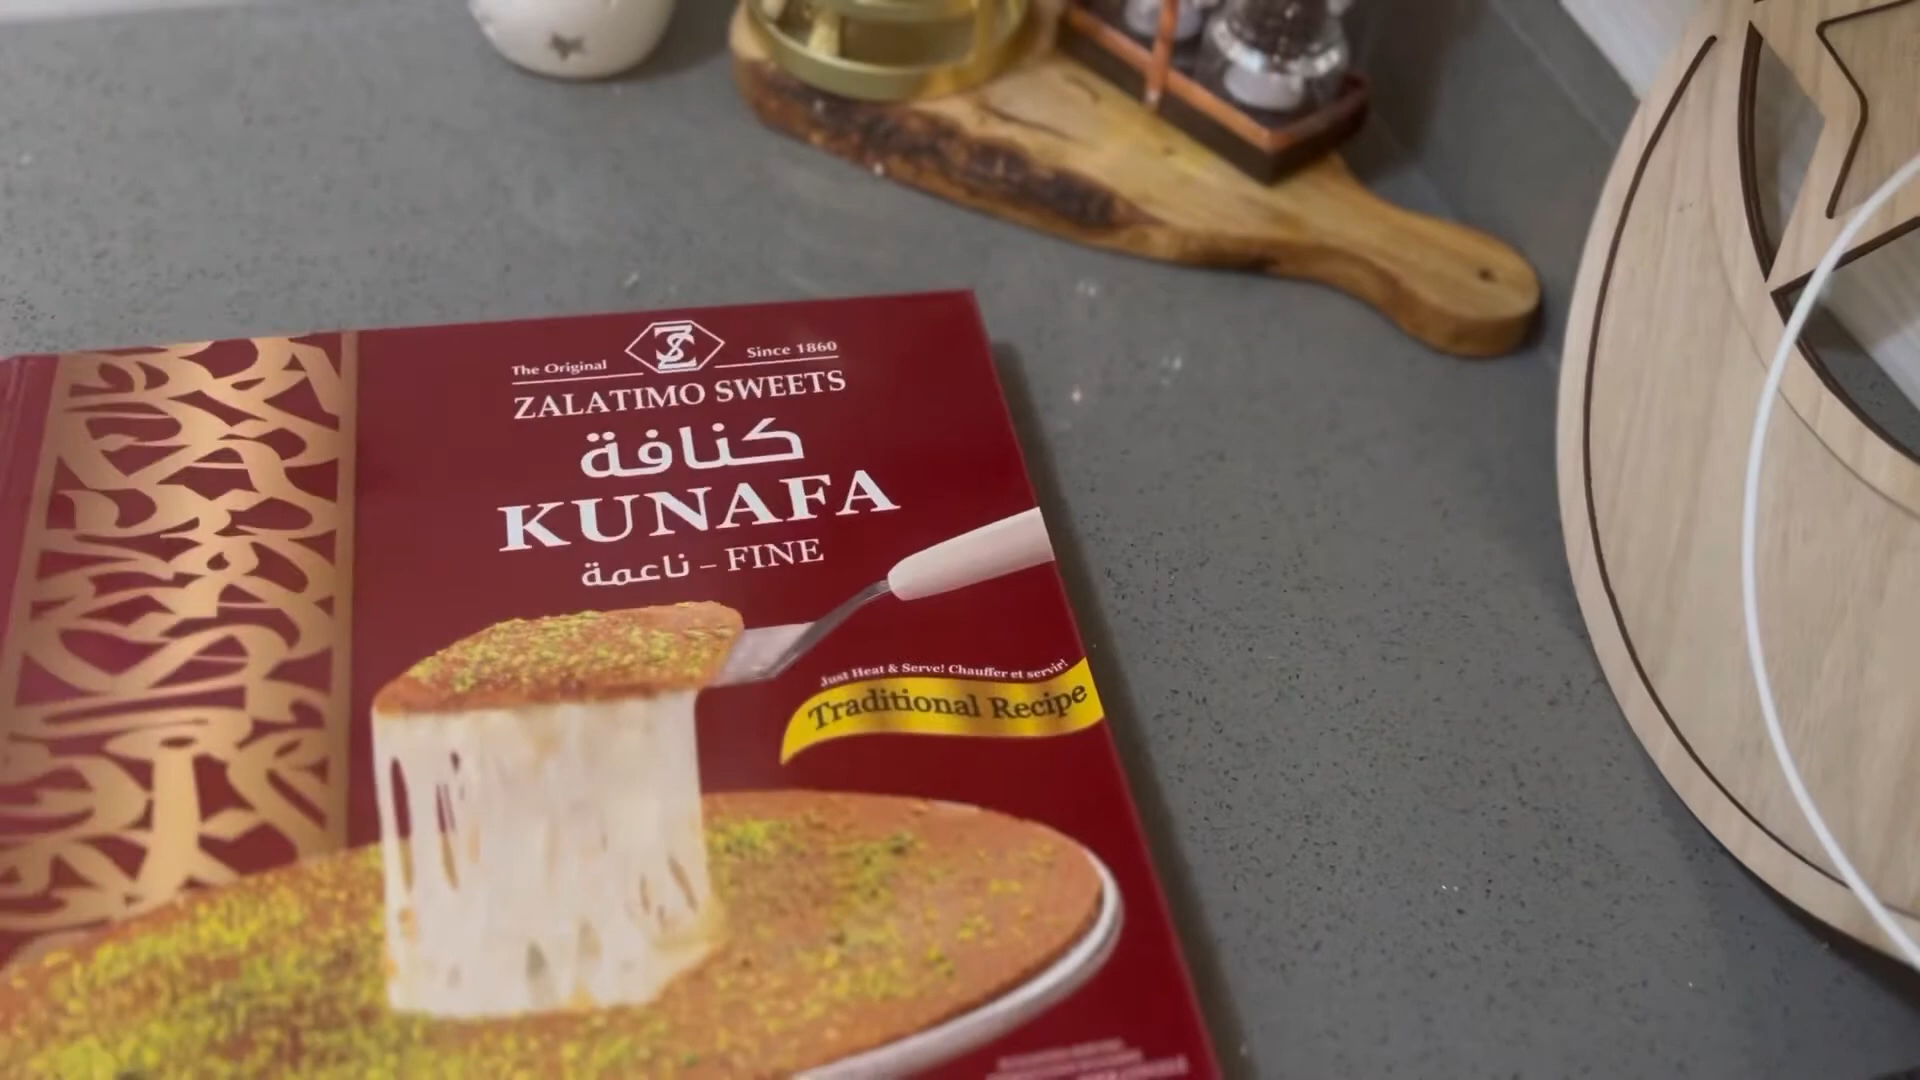 The Original
Since 1860
ZALATIMO SWEETS
كنافة
KUNAFA
ناعمة – FINE
Just Heat & Serve! Chauffer et servir!
Traditional Recipe